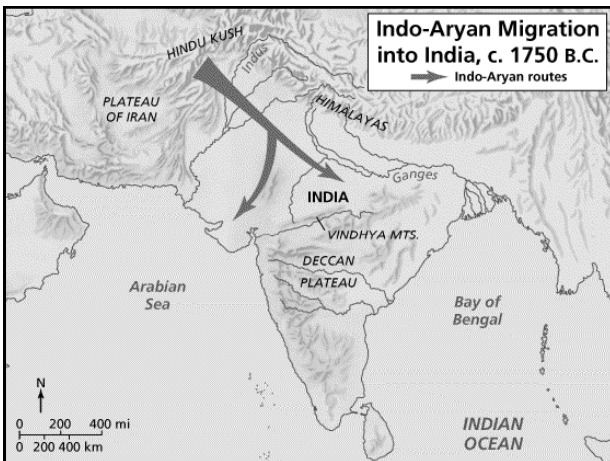 Indo-Aryan Migration
into India, c. 1750 B.C.
Indo-Aryan routes
HINDU KUSH
Indus
PLATEAU
OF IRAN
HIMALAYAS
Ganges
INDIA
VINDHYA MTS.
DECCAN
PLATEAU
Arabian
Sea
Bay of
Bengal
N
0 200 400 mi
0 200 400 km
INDIAN
OCEAN